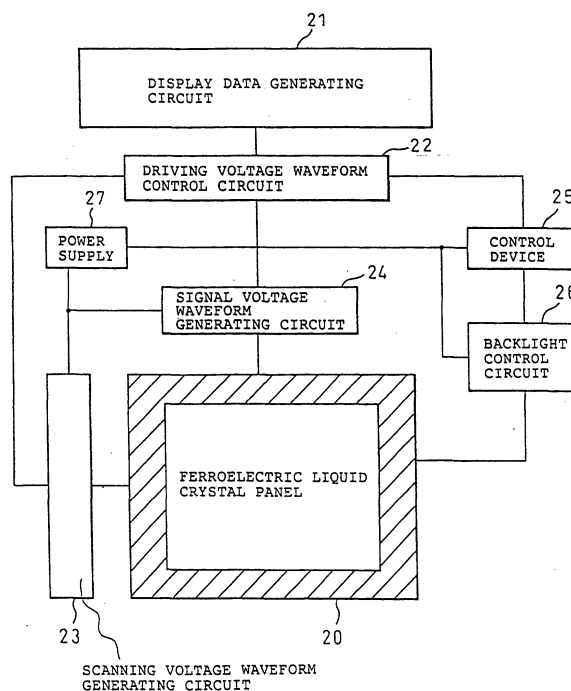 21
DISPLAY DATA GENERATING
CIRCUIT
22
DRIVING VOLTAGE WAVEFORM
CONTROL CIRCUIT
27
POWER
SUPPLY
25
CONTROL
DEVICE
24
SIGNAL VOLTAGE
WAVEFORM
GENERATING CIRCUIT
26
BACKLIGHT
CONTROL
CIRCUIT
FERROELECTRIC LIQUID
CRYSTAL PANEL
23
20
SCANNING VOLTAGE WAVEFORM
GENERATING CIRCUIT